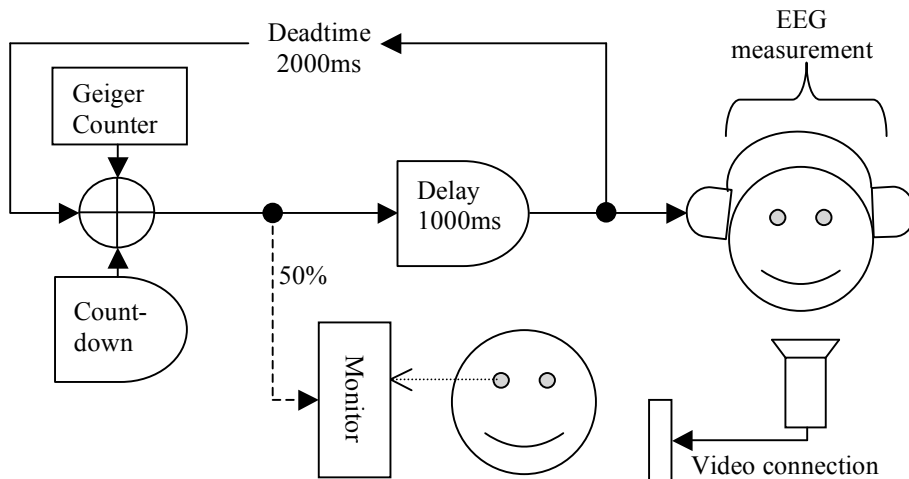 Deadtime
2000ms
EEG
measurement
Geiger
Counter
Delay
1000ms
50%
Count-
down
Monitor
Video connection